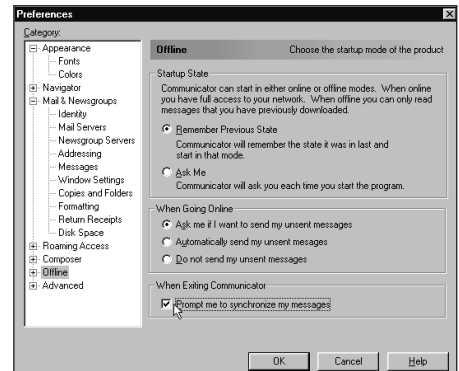 Preferences
Category:
Appearance
Fonts
Colors
Navigator
Mail & Newsgroups
Identity
Mail Servers
Newsgroup Servers
Addressing
Messages
Window Settings
Copies and Folders
Formatting
Return Receipts
Disk Space
Roaming Access
Composer
Offline
Advanced
Offline
Choose the startup mode of the product
Startup State
Communicator can start in either online or offline modes. When online
you have full access to your network. When offline you can only read
messages that you have previously downloaded.
Remember Previous State
Communicator will remember the state it was in last and
start in that mode.
Ask Me
Communicator will ask you each time you start the program.
When Going Online
Ask me if I want to send my unsent messages
Automatically send my unsent mesages
Do not send my unsent messages
When Exiting Communicator
Prompt me to synchronize my messages
OK
Cancel
Help